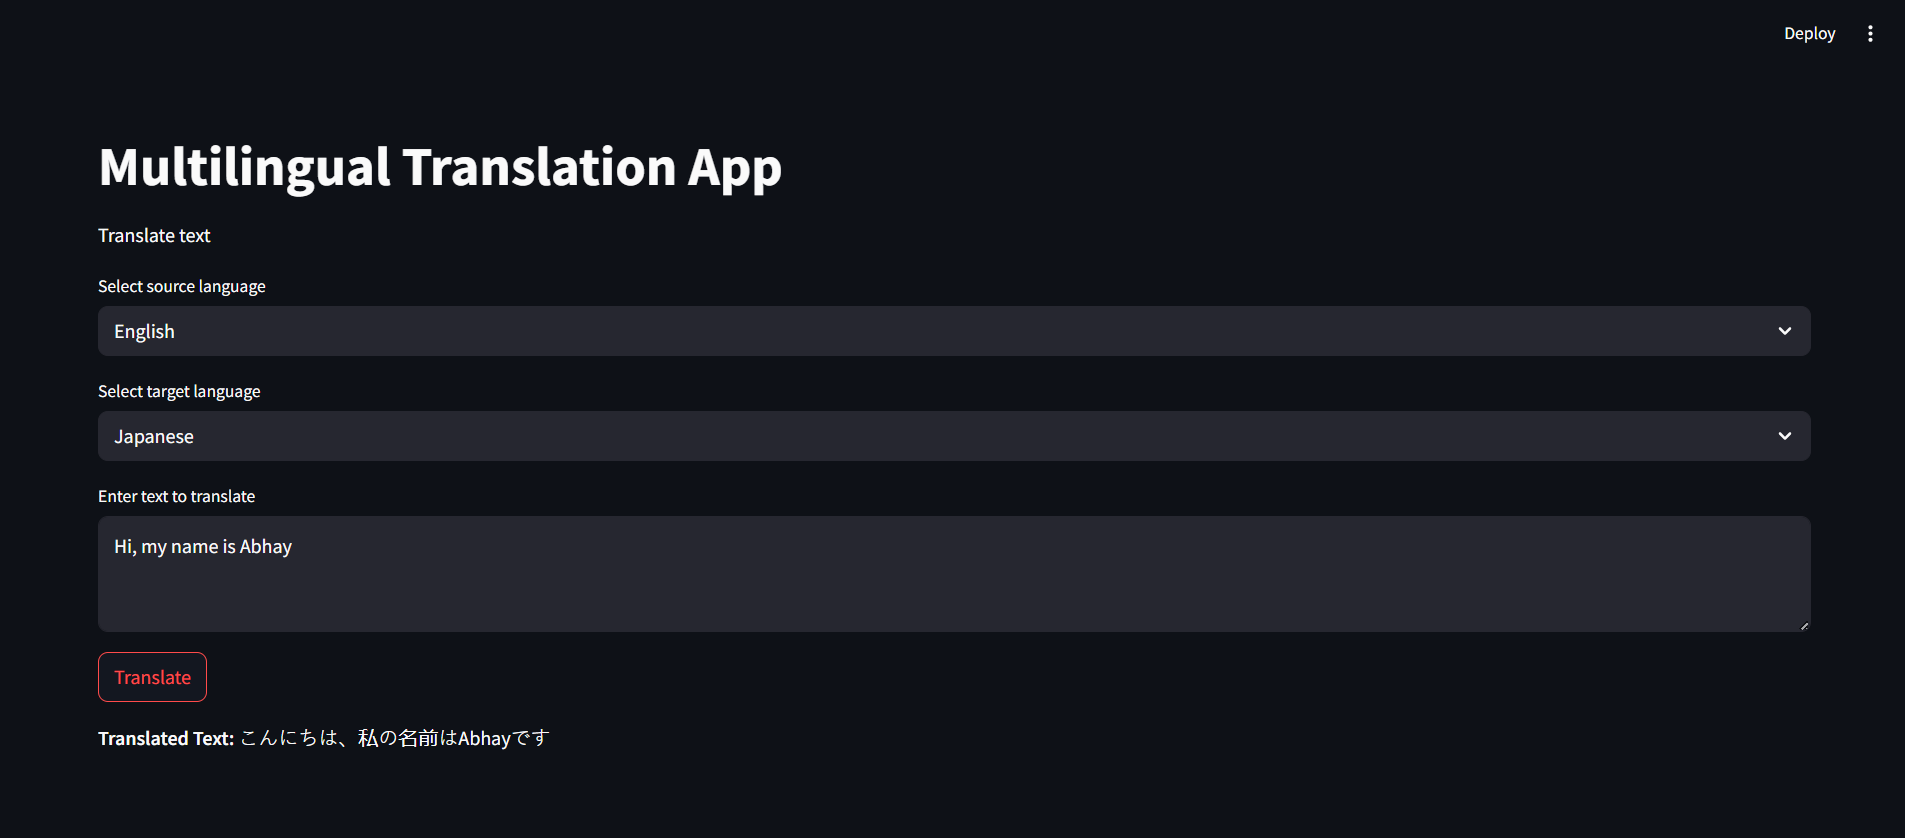 Deploy
Multilingual Translation App
Translate text
Select source language
English
Select target language
Japanese
Enter text to translate
Hi, my name is Abhay
Translate
Translated Text: こんにちは、私の名前はAbhayです